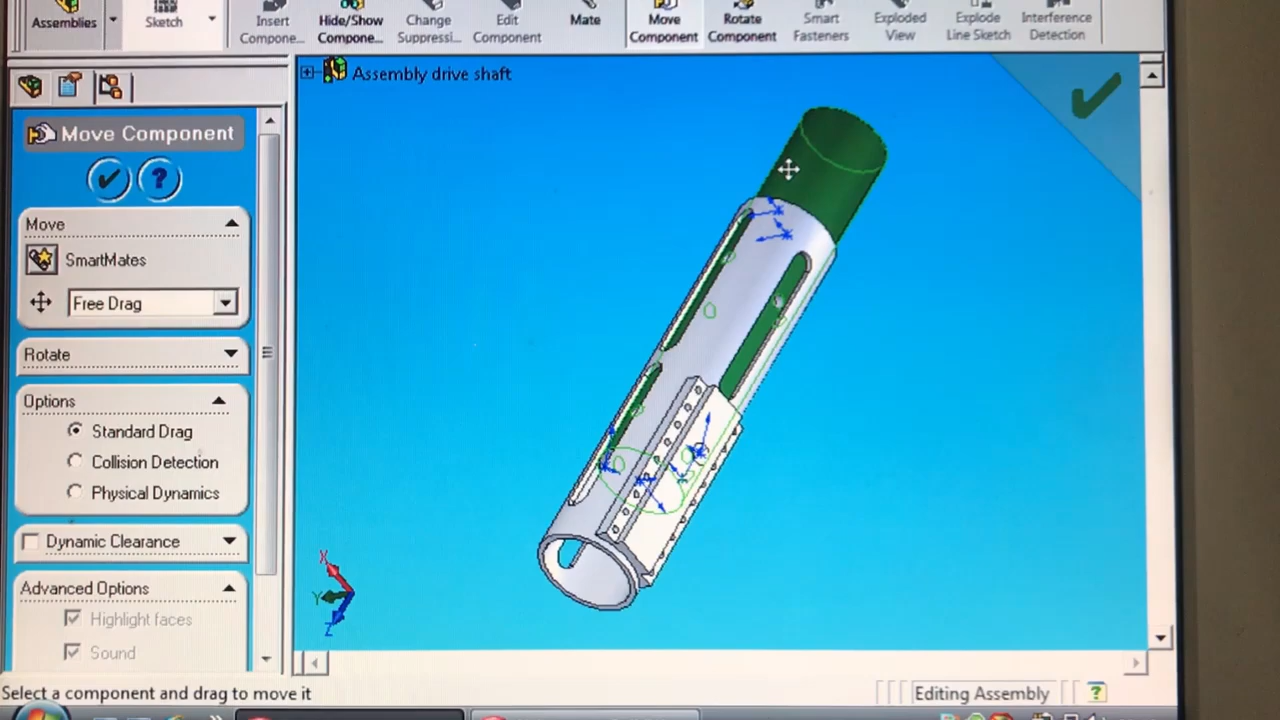 Assemblies
Sketch
Insert Compone...
Hide/Show Compone...
Change Suppressi...
Edit Component
Mate
Move Component
Rotate Component
Smart Fasteners
Exploded View
Explode Line Sketch
Interference Detection
Assembly drive shaft
Move Component
?
Move
SmartMates
Free Drag
Rotate
Options
Standard Drag
Collision Detection
Physical Dynamics
Dynamic Clearance
Advanced Options
Highlight faces
Sound
X
Y
Z
Select a component and drag to move it
Editing Assembly
?